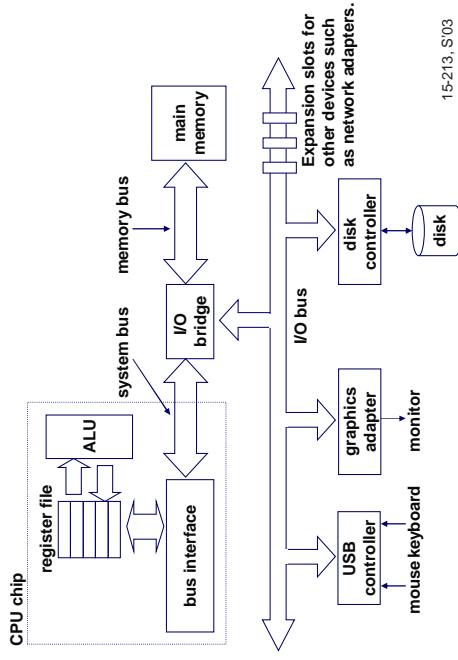 CPU chip
register file
ALU
system bus
memory bus
bus interface
I/O
bridge
main
memory
I/O bus
Expansion slots for
other devices such
as network adapters.
USB
controller
graphics
adapter
disk
controller
mouse keyboard
monitor
disk
15-213, S'03